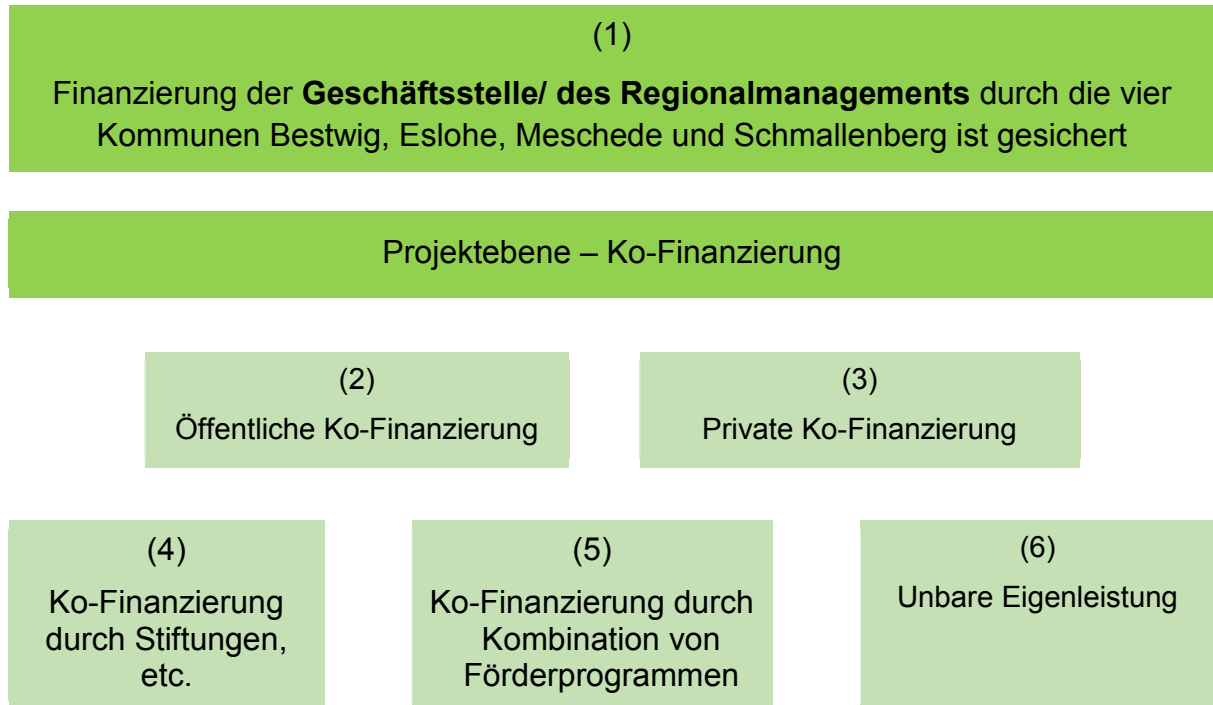 (1)
Finanzierung der Geschäftsstelle/ des Regionalmanagements durch die vier
Kommunen Bestwig, Eslohe, Meschede und Schmallenberg ist gesichert
Projektebene – Ko-Finanzierung
(2)
Öffentliche Ko-Finanzierung
(3)
Private Ko-Finanzierung
(4)
Ko-Finanzierung
durch Stiftungen,
etc.
(5)
Ko-Finanzierung durch
Kombination von
Förderprogrammen
(6)
Unbare Eigenleistung